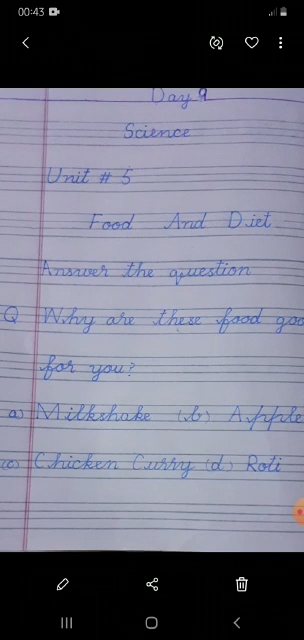 00:43
Day 9
Science
Unit # 5
Food And Diet
Answer the question
Q Why are these food goo
for you?
a) Milkshake (b) Apple
(c) Chicken Curry (d) Roti